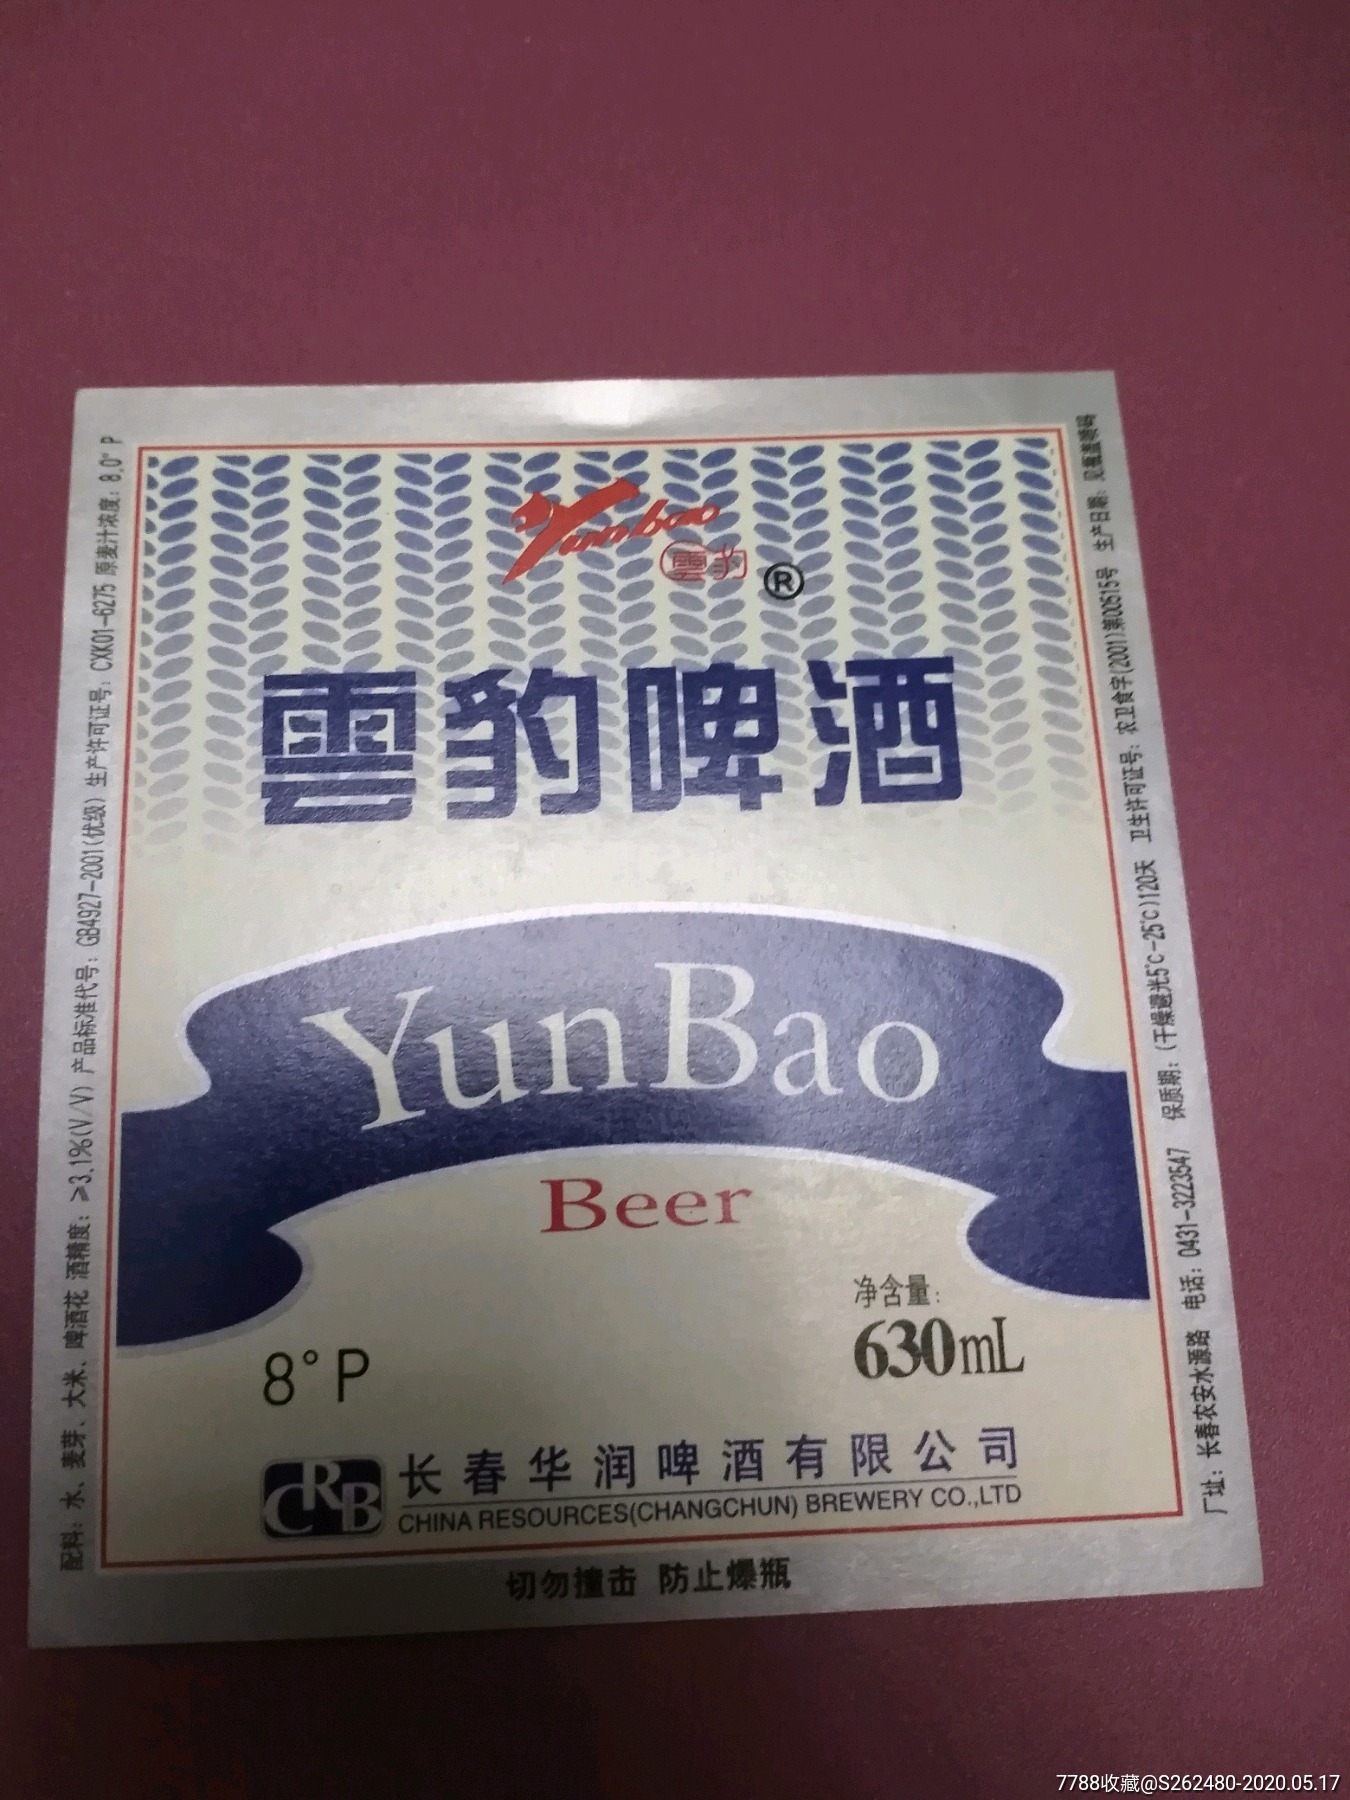 Yunbao
雲豹
®
雲豹啤酒
YunBao
Beer
净含量:
630mL
8°P
CRB
长春华润啤酒有限公司
CHINA RESOURCES(CHANGCHUN) BREWERY CO.,LTD
切勿撞击 防止爆瓶
配料: 水、麦芽、大米、啤酒花 酒精度: ≥3.1%(V/V) 产品标准代号: GB4927-2001(优级) 生产许可证号: CXK01-6275 原麦汁浓度: 8.0°P
厂址: 长春农安水源路 电话: 0431-3223547 保质期: (干燥避光5℃-25℃)120天 卫生许可证号: 农卫食字(2001)第00515号 生产日期: 见瓶盖喷码
7788收藏@S262480-2020.05.17